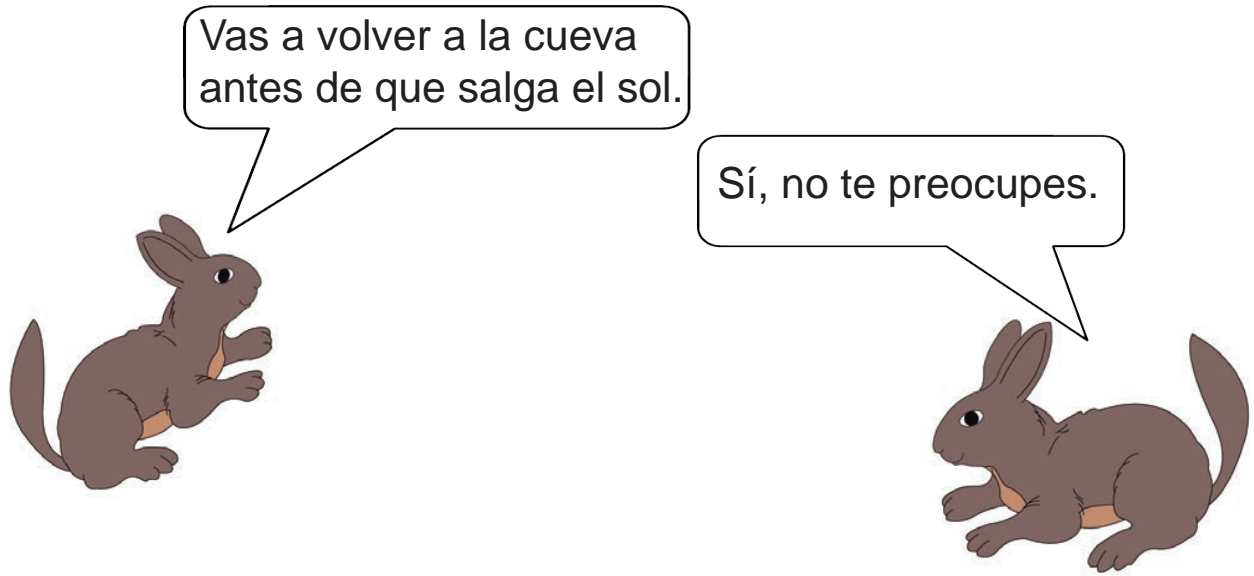 Vas a volver a la cueva
antes de que salga el sol.
Sí, no te preocupes.